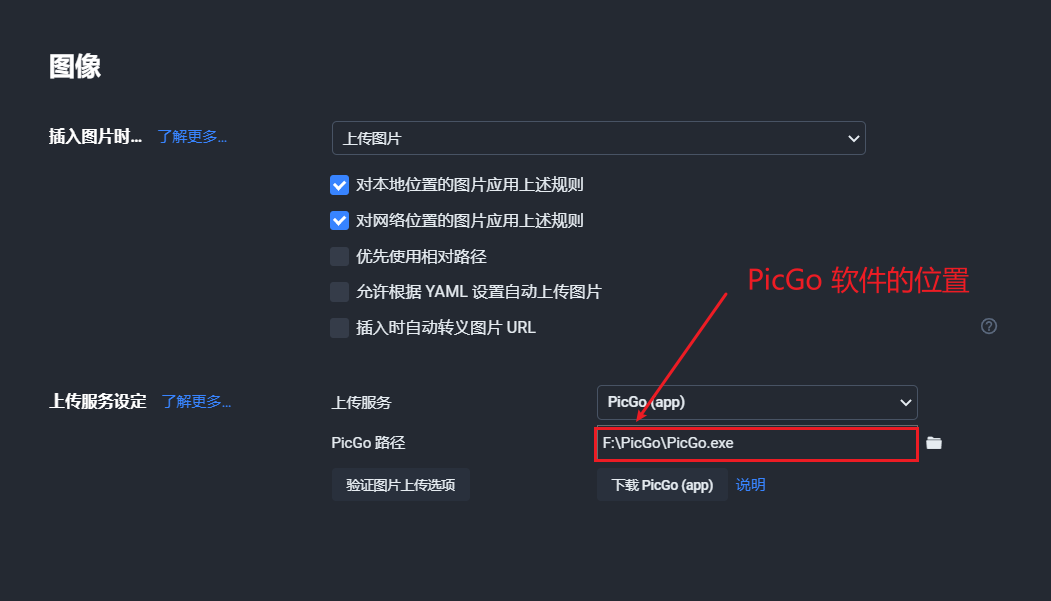 图像
插入图片时... 了解更多...
上传图片
对本地位置的图片应用上述规则
对网络位置的图片应用上述规则
优先使用相对路径
PicGo 软件的位置
允许根据 YAML 设置自动上传图片
插入时自动转义图片 URL
上传服务设定 了解更多...
上传服务 PicGo (app)
PicGo 路径 F:\PicGo\PicGo.exe
验证图片上传选项 下载 PicGo (app) 说明